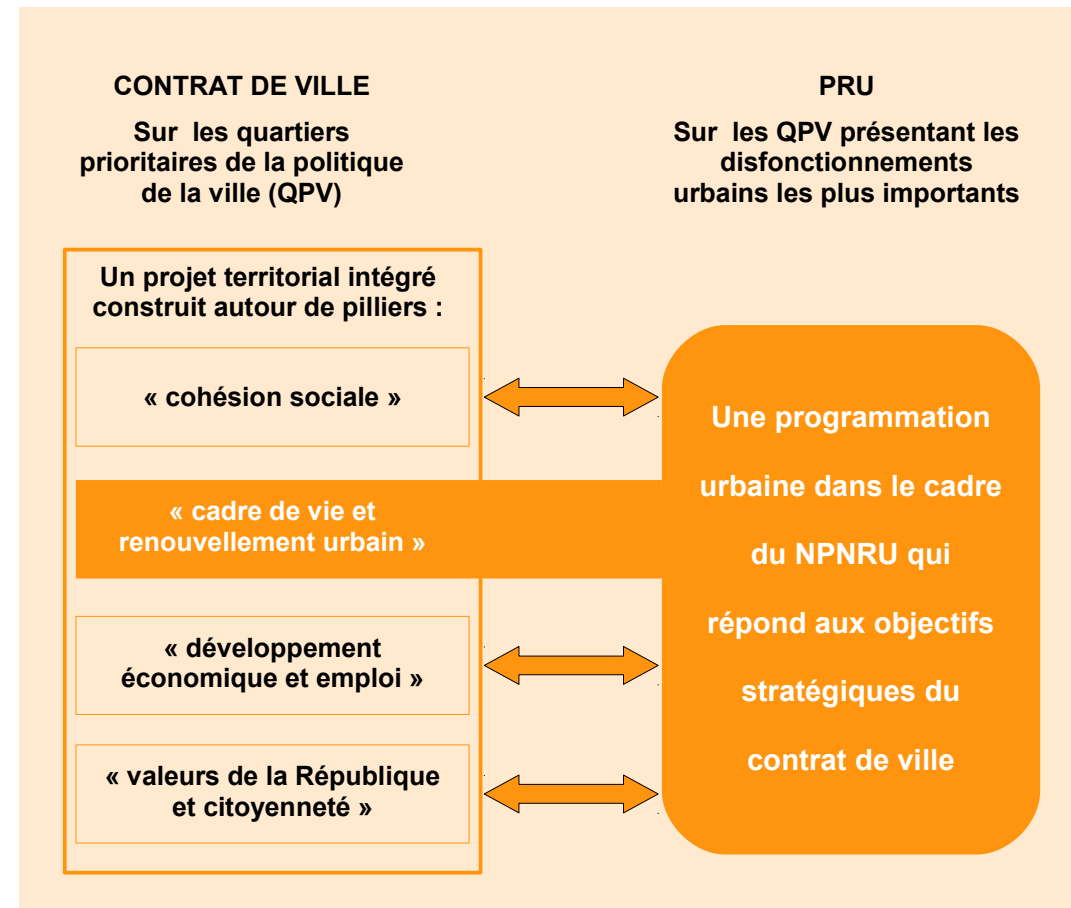 CONTRAT DE VILLE
Sur les quartiers
prioritaires de la politique
de la ville (QPV)
PRU
Sur les QPV présentant les
disfonctionnements
urbains les plus importants
Un projet territorial intégré
construit autour de pilliers :
« cohésion sociale »
« cadre de vie et
renouvellement urbain »
« développement
économique et emploi »
« valeurs de la République
et citoyenneté »
Une programmation
urbaine dans le cadre
du NPNRU qui
répond aux objectifs
stratégiques du
contrat de ville